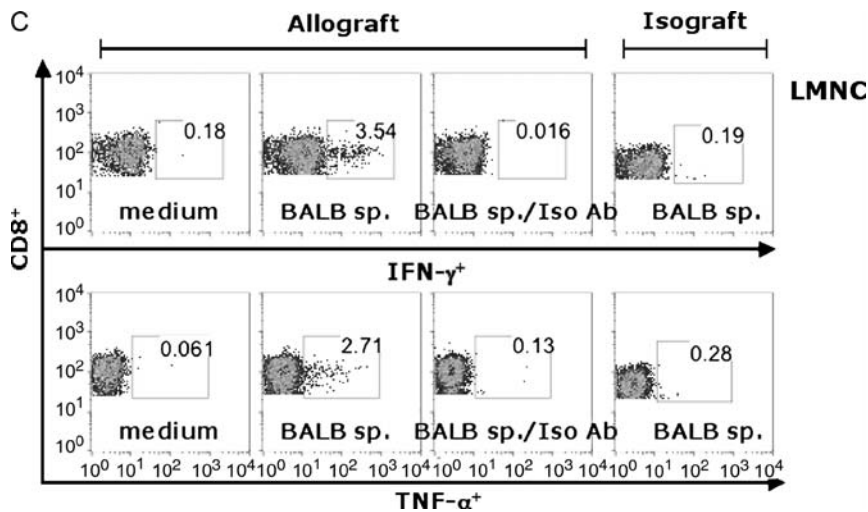 C
Allograft Isograft
LMNC
10⁴
10³
10²
10¹
10⁰
0.18 3.54 0.016 0.19
medium BALB sp. BALB sp./Iso Ab BALB sp.
CD8⁺
IFN-γ⁺
10⁴
10³
10²
10¹
10⁰
0.061 2.71 0.13 0.28
medium BALB sp. BALB sp./Iso Ab BALB sp.
10⁰ 10¹ 10² 10³ 10⁴ 10⁰ 10¹ 10² 10³ 10⁴ 10⁰ 10¹ 10² 10³ 10⁴ 10⁰ 10¹ 10² 10³ 10⁴
TNF-α⁺